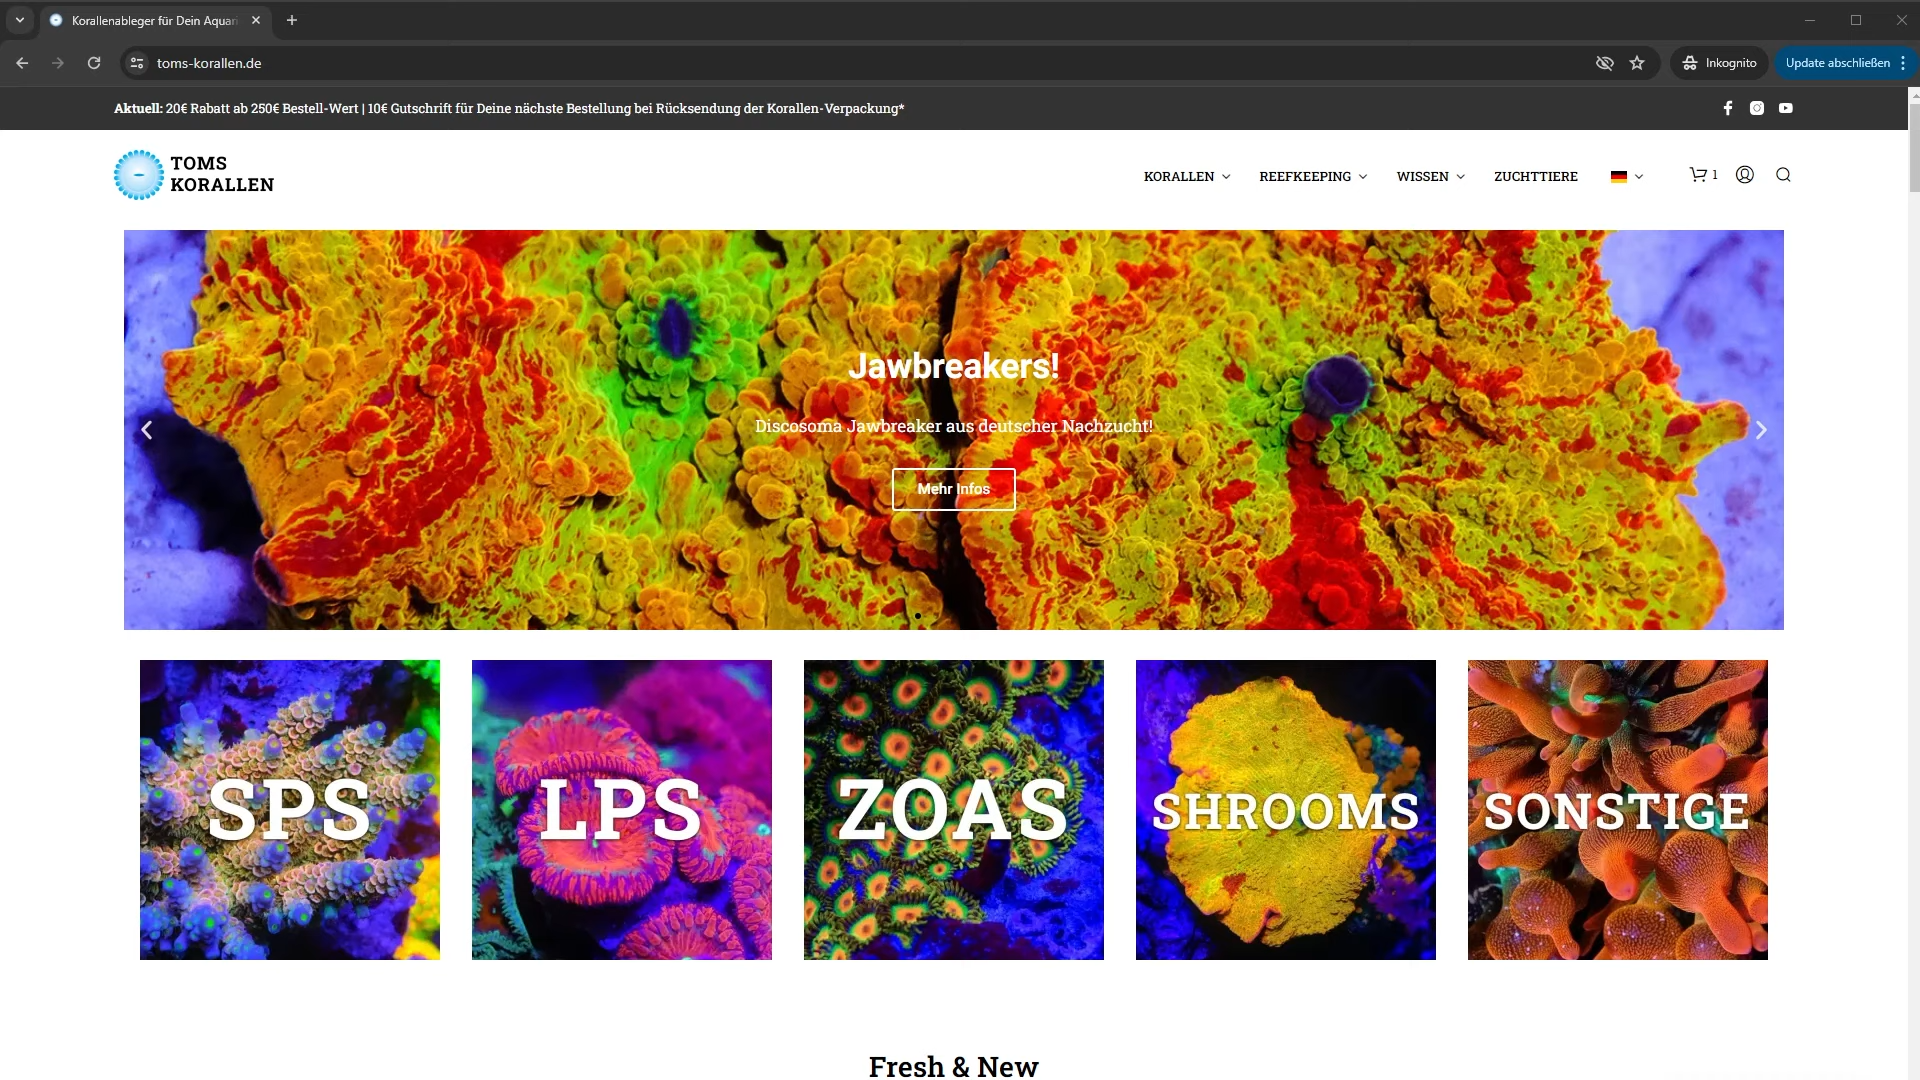 Korallenableger für Dein Aquari
toms-korallen.de
Inkognito
Update abschließen
Aktuell: 20€ Rabatt ab 250€ Bestell-Wert | 10€ Gutschrift für Deine nächste Bestellung bei Rücksendung der Korallen-Verpackung*
TOMS
KORALLEN
KORALLEN
REEFKEEPING
WISSEN
ZUCHTTIERE
1
Jawbreakers!
Discosoma Jawbreaker aus deutscher Nachzucht!
Mehr Infos
SPS
LPS
ZOAS
SHROOMS
SONSTIGE
Fresh & New